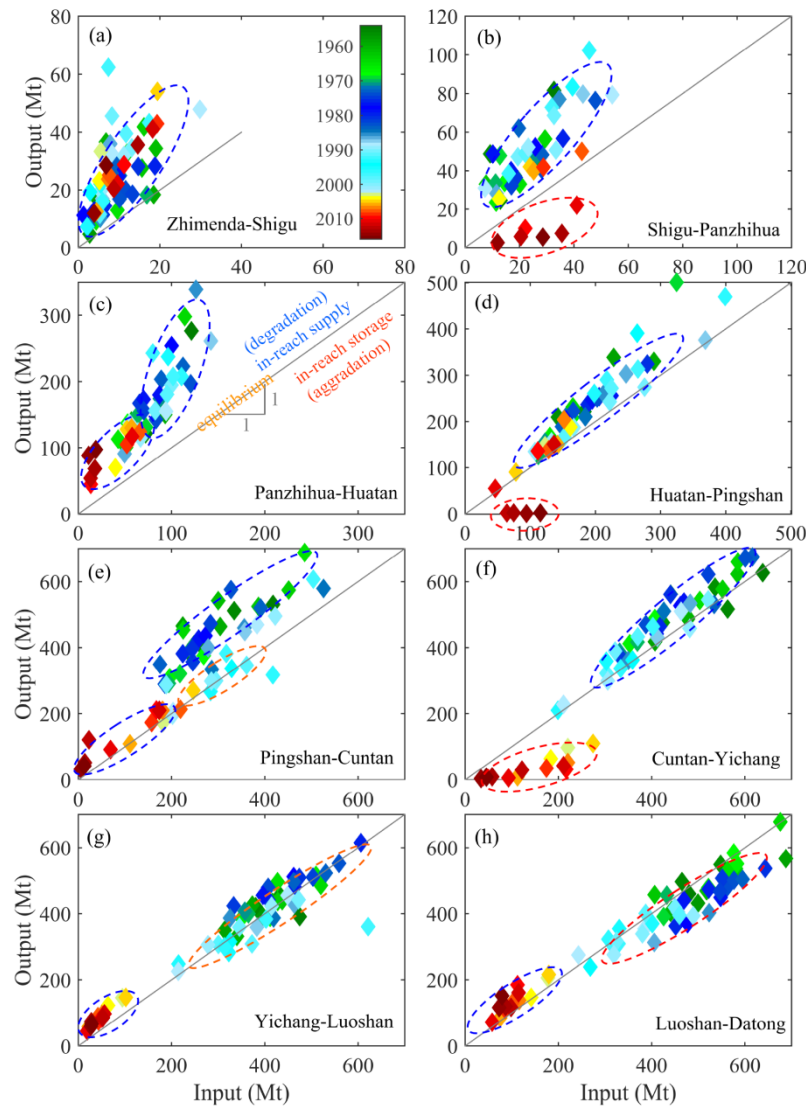 (a)
80
60
40
20
0
0 20 40 60 80
Output (Mt)
1960
1970
1980
1990
2000
2010
Zhimenda-Shigu
(b)
120
100
80
60
40
20
0
0 20 40 60 80 100 120
Shigu-Panzhihua
(c)
300
200
100
0
0 100 200 300
Output (Mt)
(degradation)
in-reach supply
equilibrium
in-reach storage
(aggradation)
1
1
Panzhihua-Huatan
(d)
500
400
300
200
100
0
0 100 200 300 400 500
Huatan-Pingshan
(e)
600
400
200
0
0 200 400 600
Output (Mt)
Pingshan-Cuntan
(f)
600
400
200
0
0 200 400 600
Cuntan-Yichang
(g)
600
400
200
0
0 200 400 600
Output (Mt)
Input (Mt)
Yichang-Luoshan
(h)
600
400
200
0
0 200 400 600
Input (Mt)
Luoshan-Datong